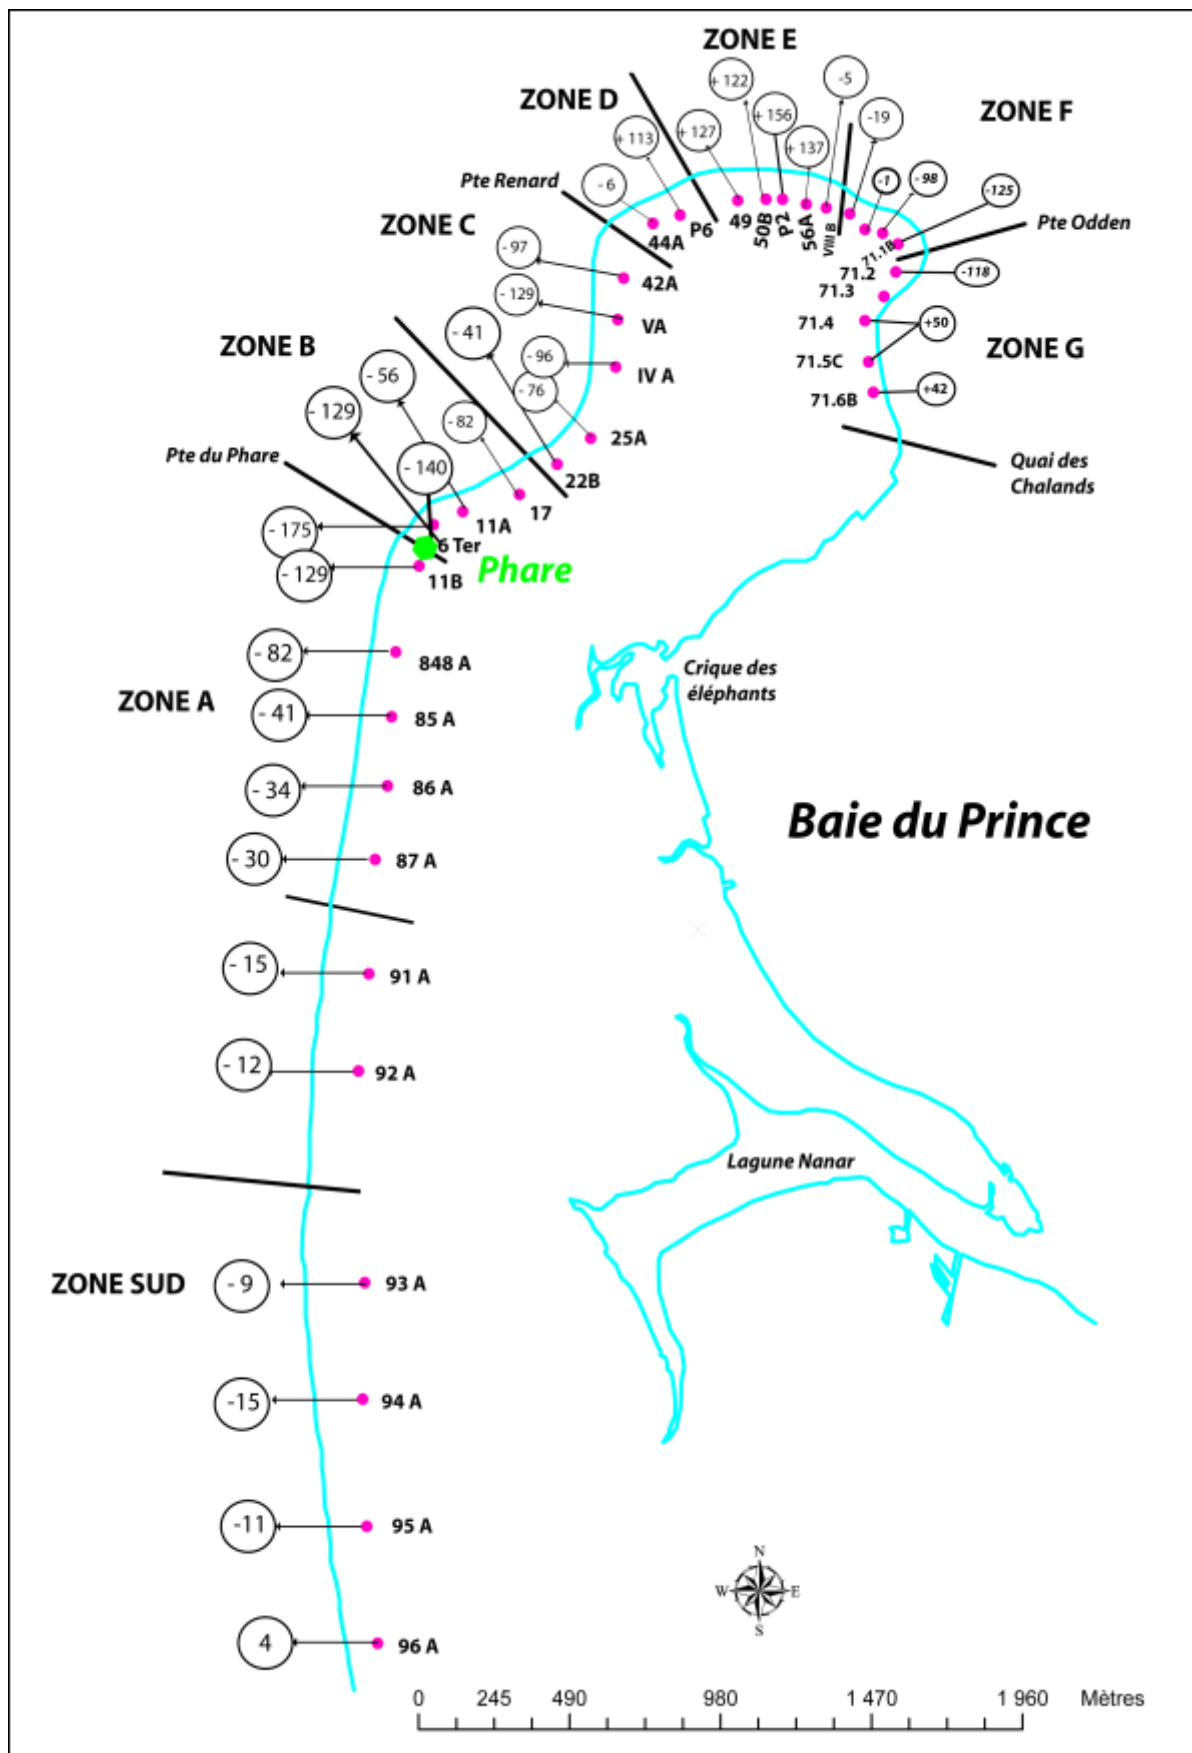 ZONE E
ZONE D
ZONE F
+ 122
-5
+ 156
-19
+ 127
+ 113
+ 137
Pte Renard
- 6
-1
- 98
-125
ZONE C
P6
49
50B
P2
56A
VIII B
Pte Odden
44A
71.1B
- 97
42A
71.2
-118
- 129
71.3
VA
71.4
+50
ZONE B
- 41
ZONE G
- 96
IV A
71.5C
- 56
- 76
71.6B
+42
- 129
- 82
25A
Pte du Phare
- 140
22B
Quai des
Chalands
17
11A
- 175
6 Ter
Phare
- 129
11B
- 82
848 A
Crique des
éléphants
ZONE A
- 41
85 A
- 34
86 A
Baie du Prince
- 30
87 A
- 15
91 A
- 12
92 A
Lagune Nanar
ZONE SUD
- 9
93 A
-15
94 A
-11
95 A
N
W
E
S
4
96 A
0 245 490 980 1 470 1 960 Mètres